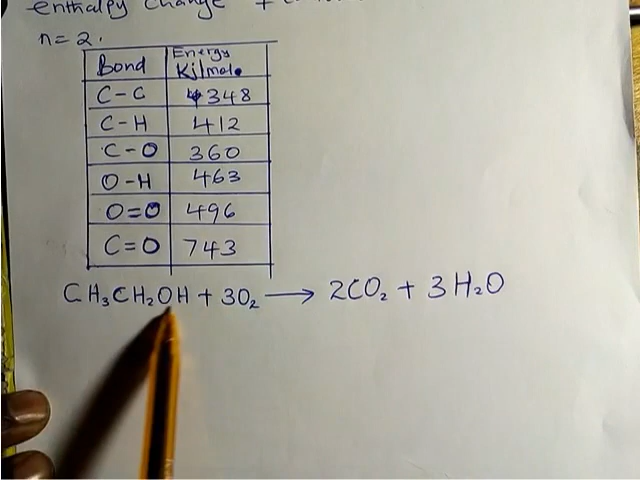 enthalpy change
n = 2.
Bond Energy KJ/mol.
C-C 348
C-H 412
C-O 360
O-H 463
O=O 496
C=O 743
CH₃CH₂OH + 3O₂ ⟶ 2CO₂ + 3H₂O